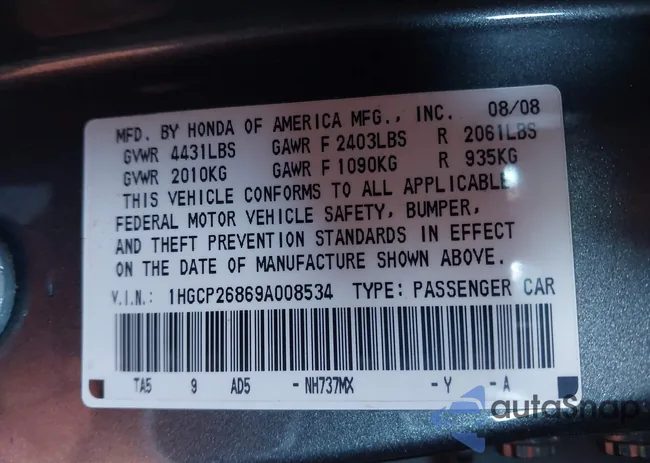 MFD. BY HONDA OF AMERICA MFG., INC. 08/08
GVWR 4431LBS GAWR F 2403LBS R 2061LBS
GVWR 2010KG GAWR F 1090KG R 935KG
THIS VEHICLE CONFORMS TO ALL APPLICABLE
FEDERAL MOTOR VEHICLE SAFETY, BUMPER,
AND THEFT PREVENTION STANDARDS IN EFFECT
ON THE DATE OF MANUFACTURE SHOWN ABOVE.
V.I.N.: 1HGCP26869A008534 TYPE: PASSENGER CAR
TA5 9 AD5 -NH737MX -Y -A
autoSnap